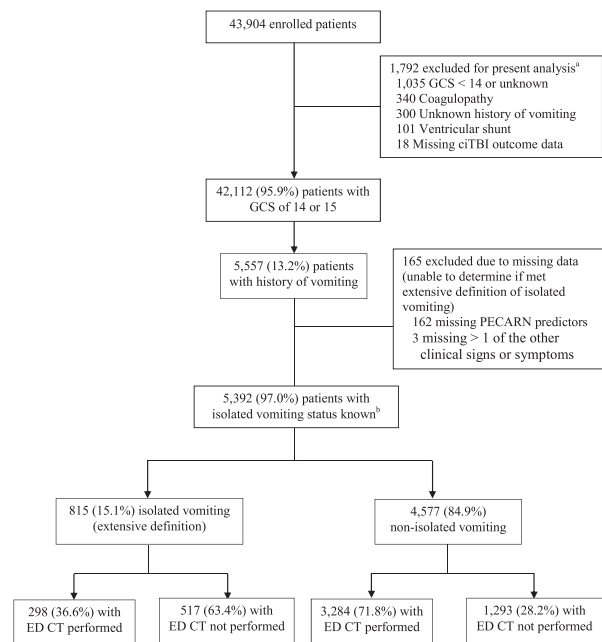 43,904 enrolled patients
1,792 excluded for present analysisᵃ
1,035 GCS < 14 or unknown
340 Coagulopathy
300 Unknown history of vomiting
101 Ventricular shunt
18 Missing ciTBI outcome data
42,112 (95.9%) patients with
GCS of 14 or 15
5,557 (13.2%) patients
with history of vomiting
165 excluded due to missing data
(unable to determine if met
extensive definition of isolated
vomiting)
162 missing PECARN predictors
3 missing > 1 of the other
clinical signs or symptoms
5,392 (97.0%) patients with
isolated vomiting status knownᵇ
815 (15.1%) isolated vomiting
(extensive definition)
4,577 (84.9%)
non-isolated vomiting
298 (36.6%) with
ED CT performed
517 (63.4%) with
ED CT not performed
3,284 (71.8%) with
ED CT performed
1,293 (28.2%) with
ED CT not performed